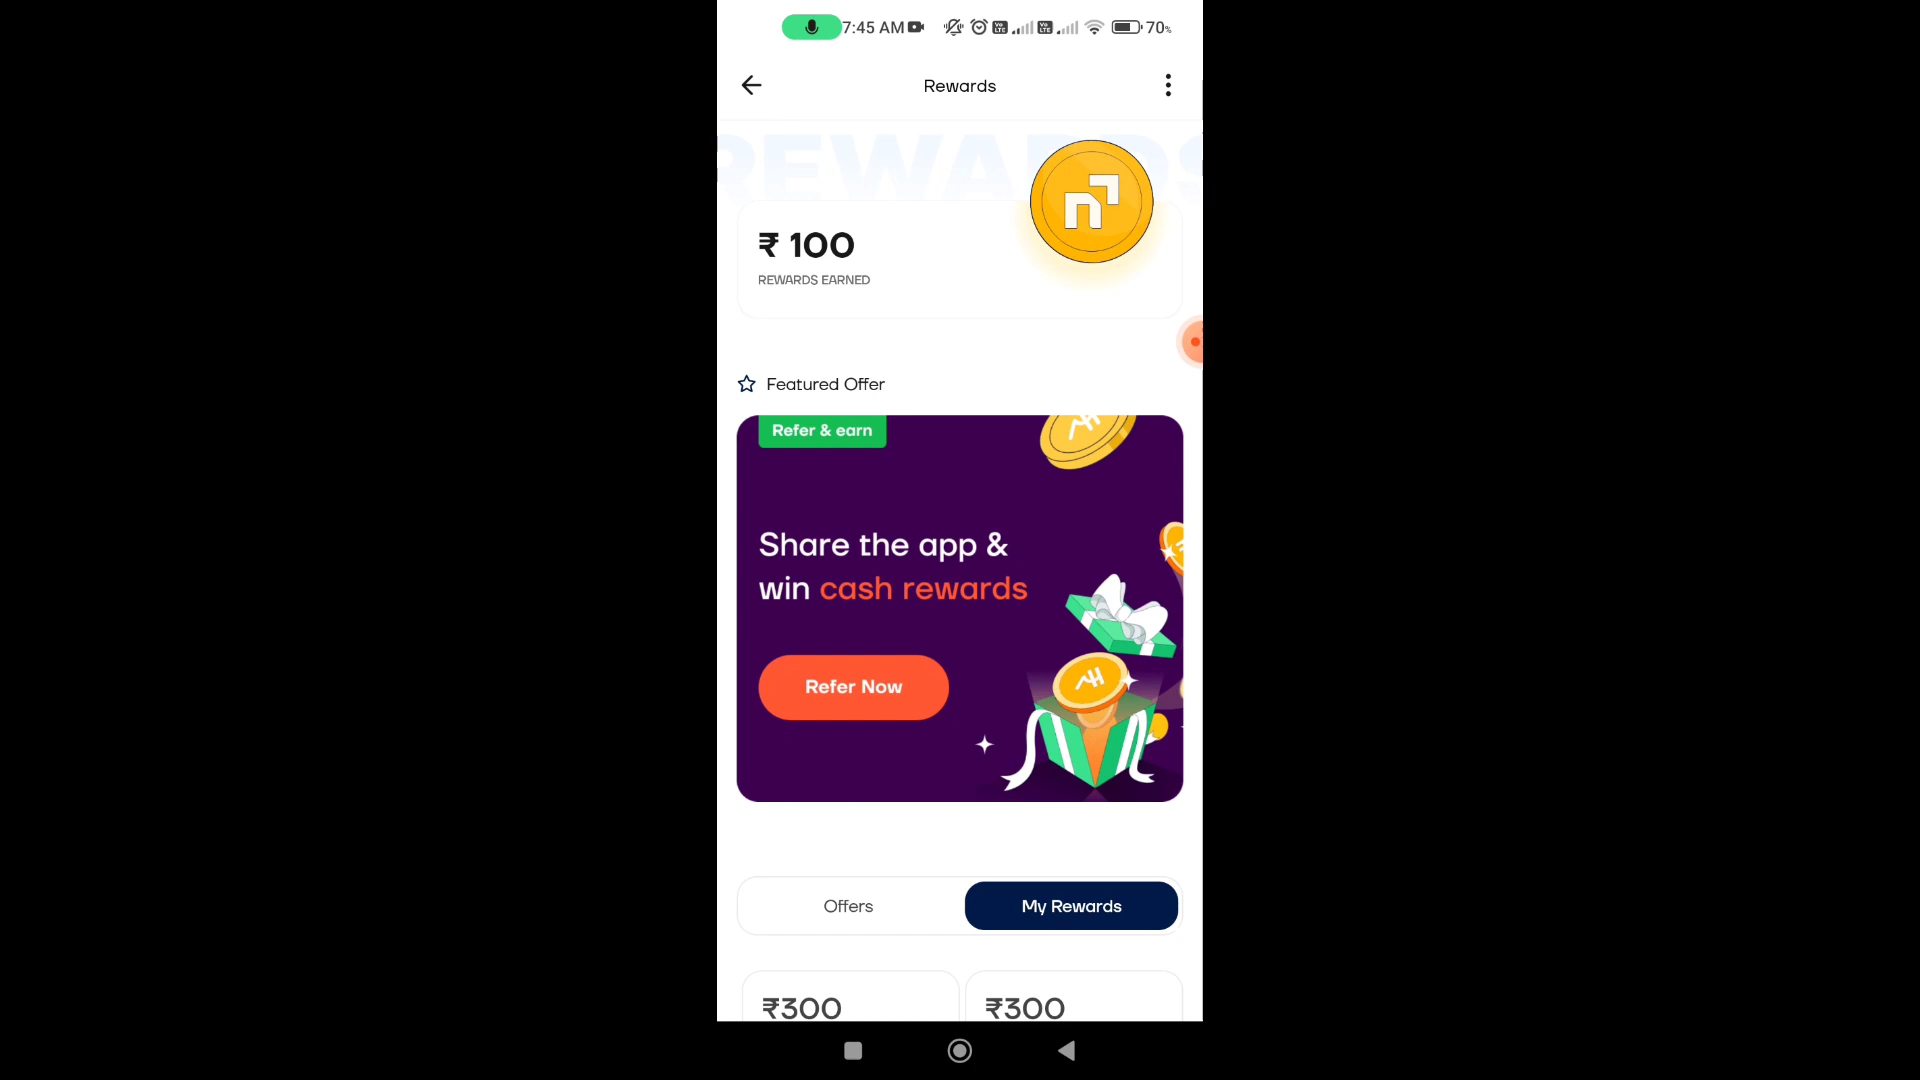 7:45 AM 70%
Rewards
REWARDS
₹ 100
REWARDS EARNED
Featured Offer
Refer & earn
Share the app &
win cash rewards
Refer Now
Offers My Rewards
₹300 ₹300